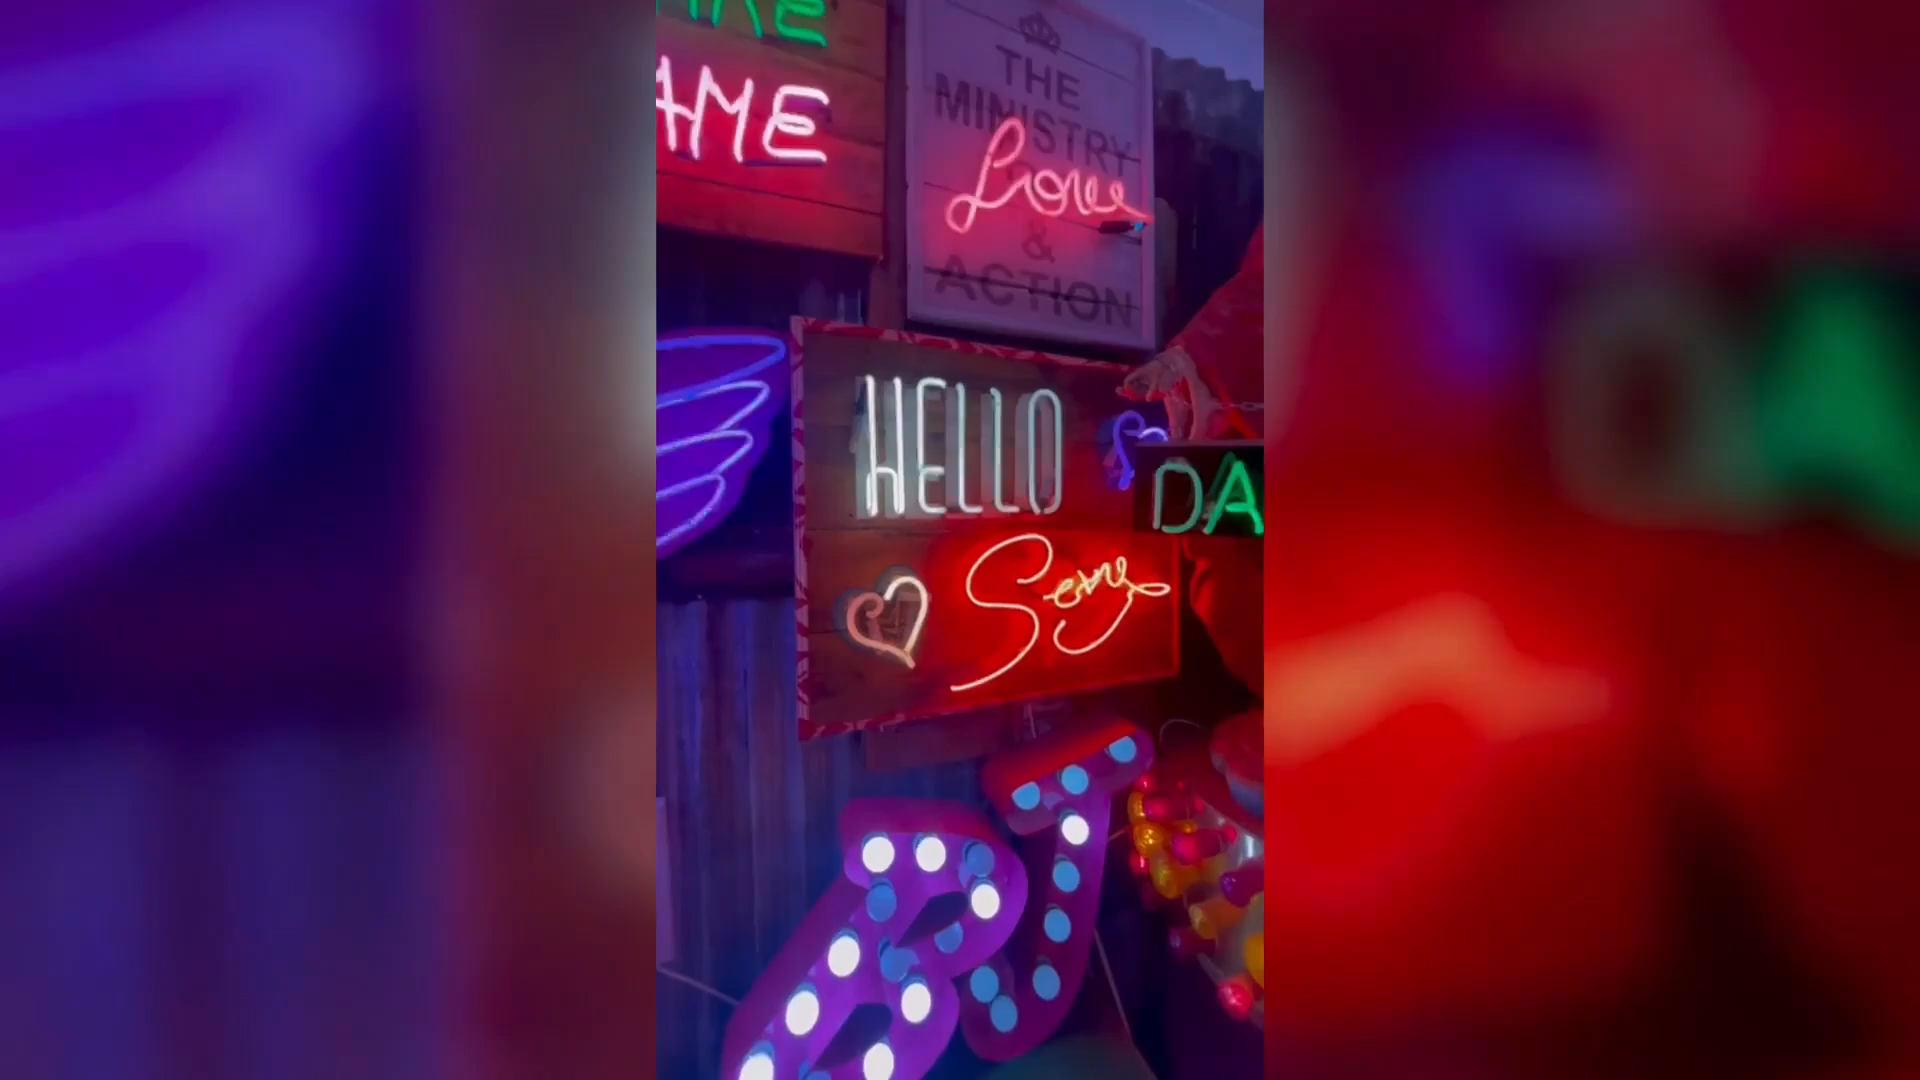 AME
THE
MINISTRY
Love
&
ACTION
HELLO
DA
Sexy